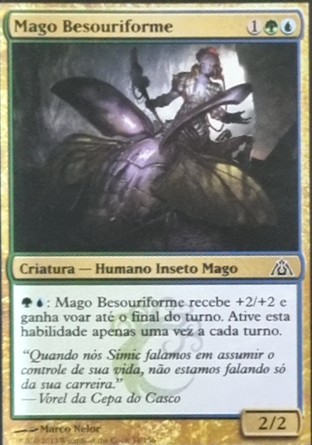 Mago Besouriforme 1
Criatura — Humano Inseto Mago
: Mago Besouriforme recebe +2/+2 e
ganha voar até o final do turno. Ative esta
habilidade apenas uma vez a cada turno.
“Quando nós Simic falamos em assumir o
controle de sua vida, não estamos falando só
da sua carreira.”
— Vorel da Cepa do Casco
Marco Nelor
2/2